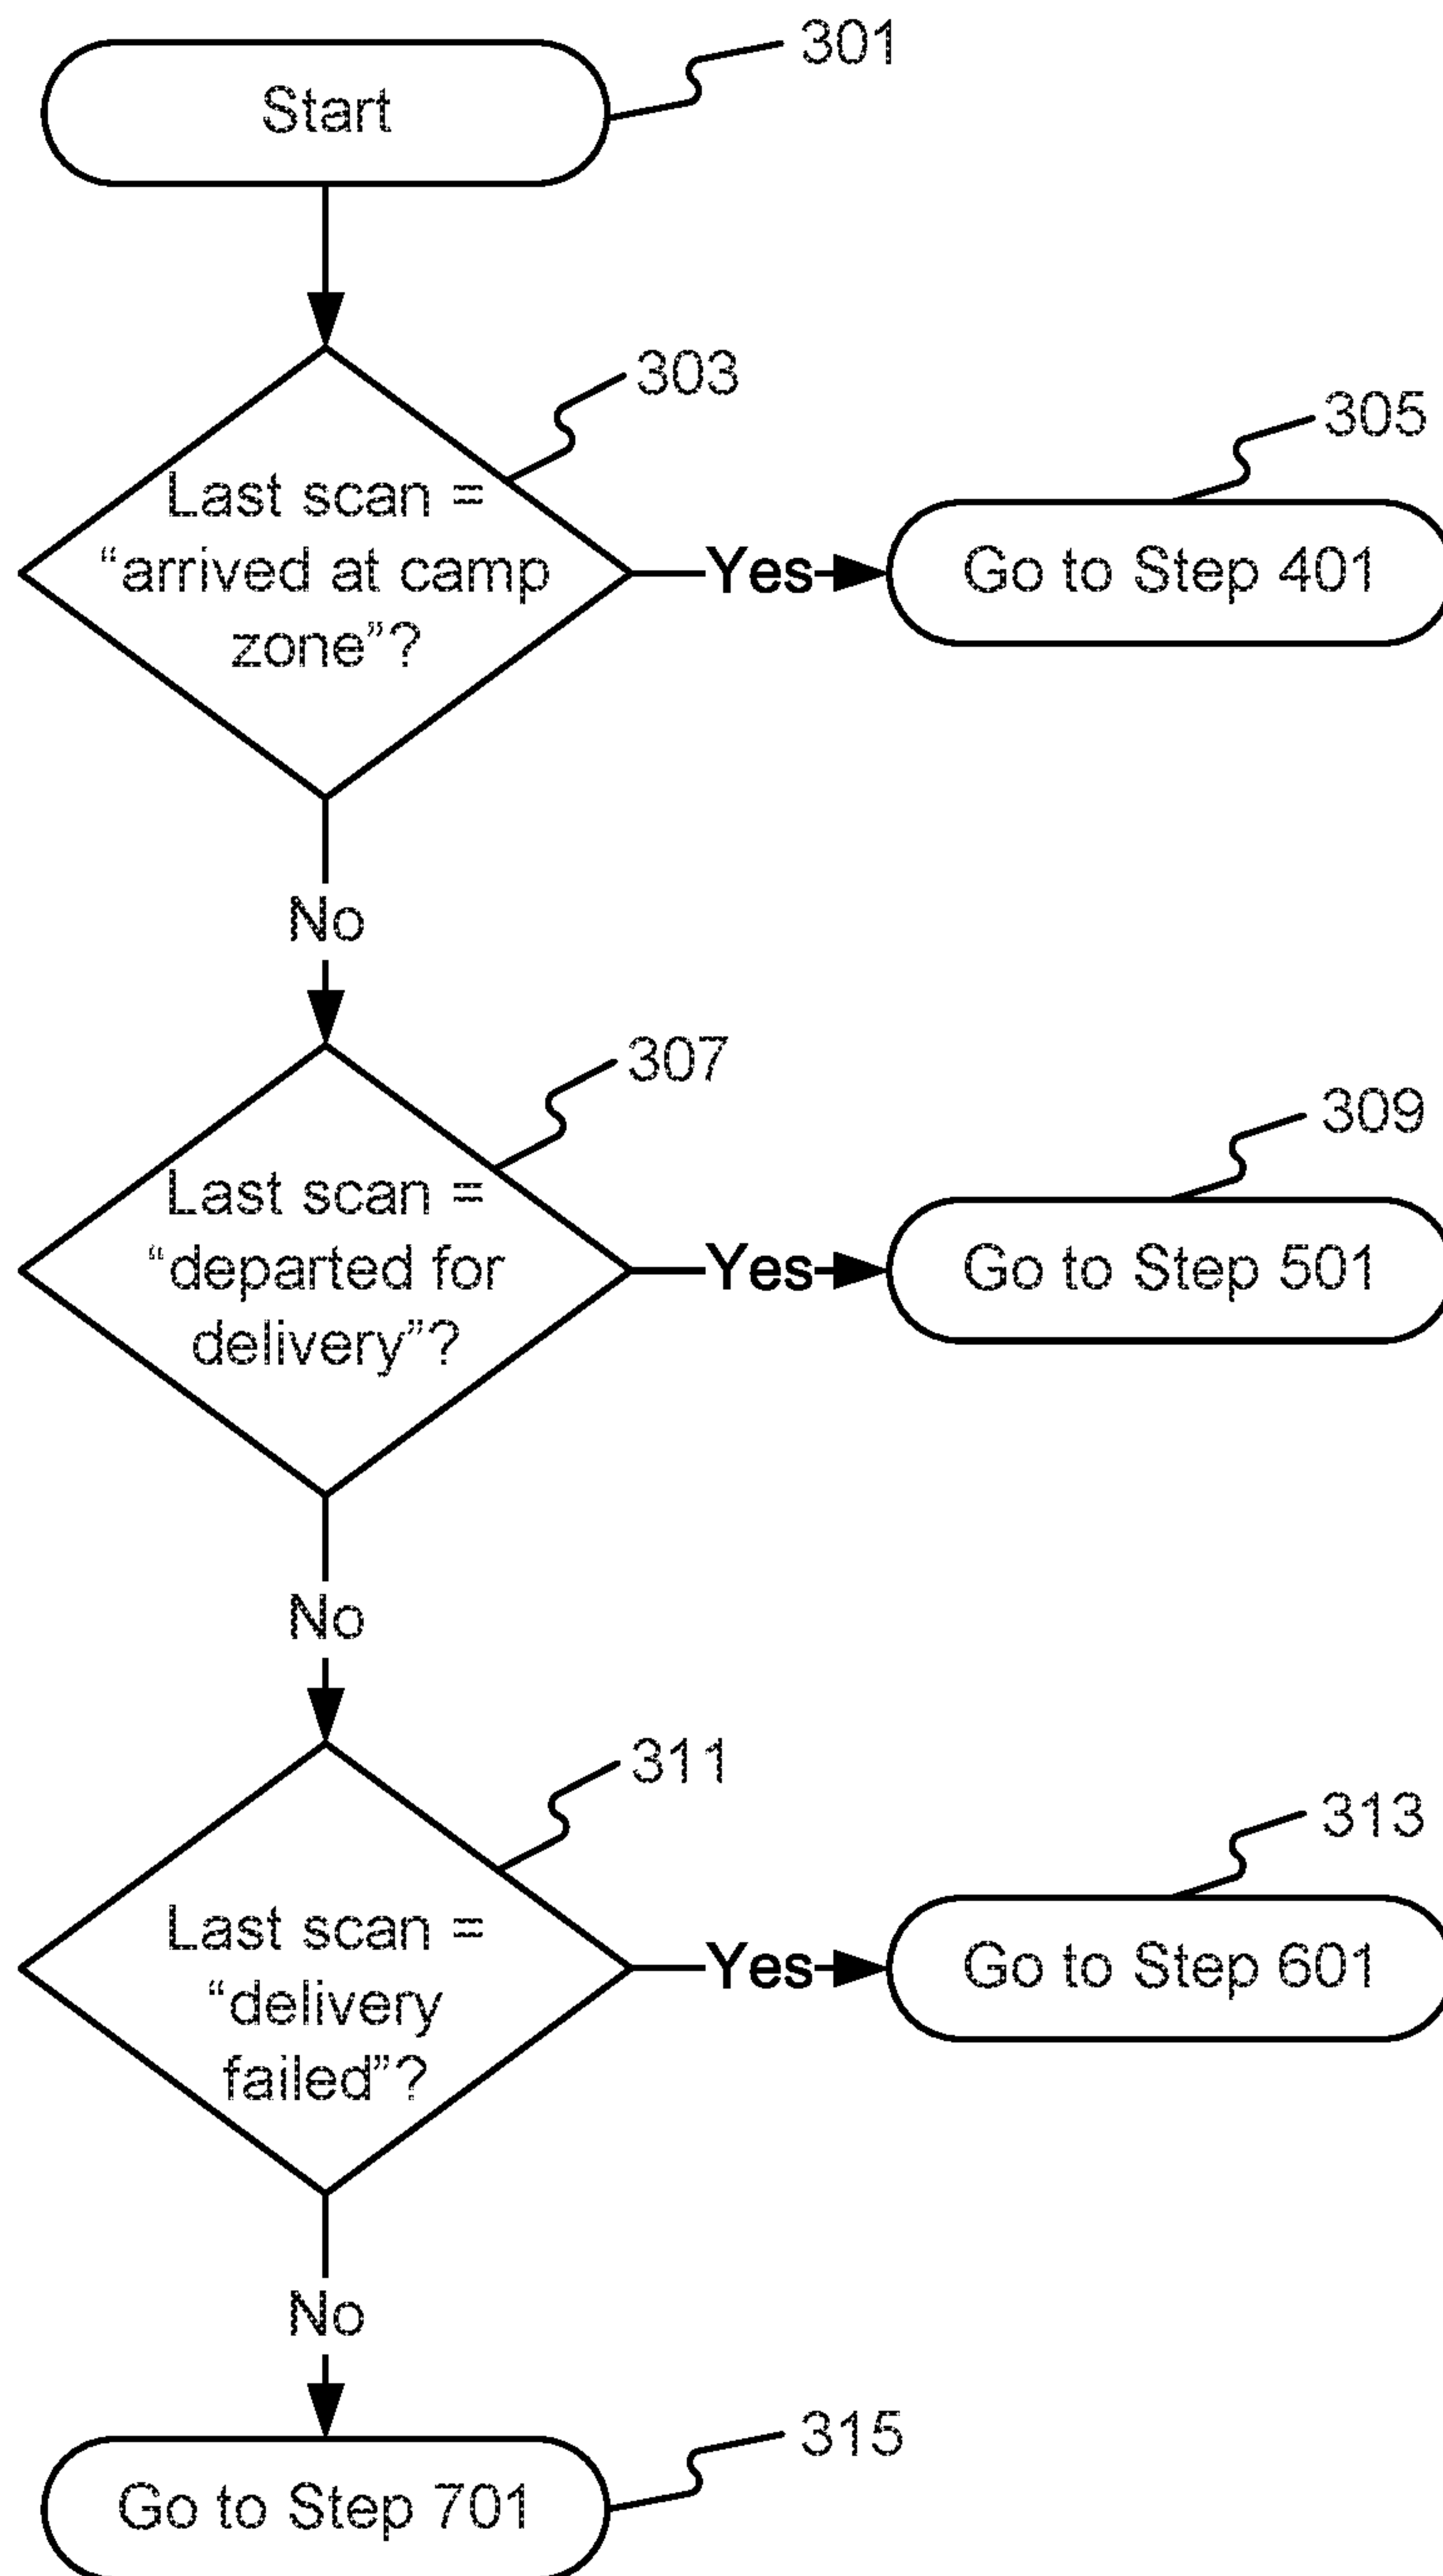 Start
301
303
Last scan =
“arrived at camp
zone”?
Yes
305
Go to Step 401
No
307
Last scan =
“departed for
delivery”?
Yes
309
Go to Step 501
No
311
Last scan =
“delivery
failed”?
Yes
313
Go to Step 601
No
315
Go to Step 701